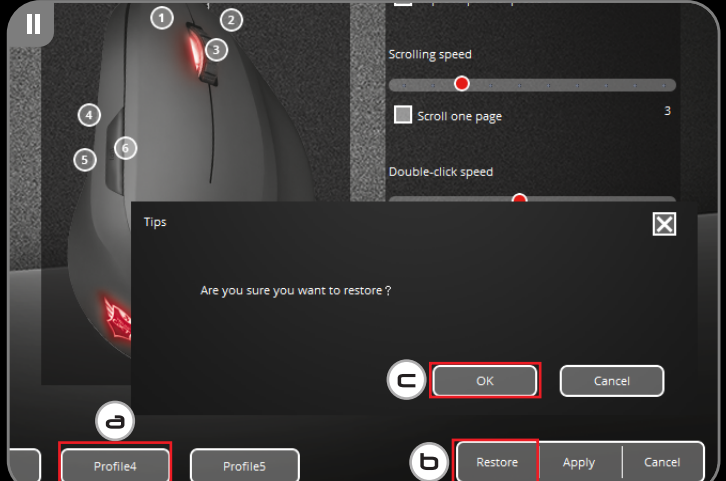 1
2
3
4
5
6
Scrolling speed
Scroll one page
3
Double-click speed
Tips
Are you sure you want to restore ?
c
OK
Cancel
a
b
Profile4
Profile5
Restore
Apply
Cancel